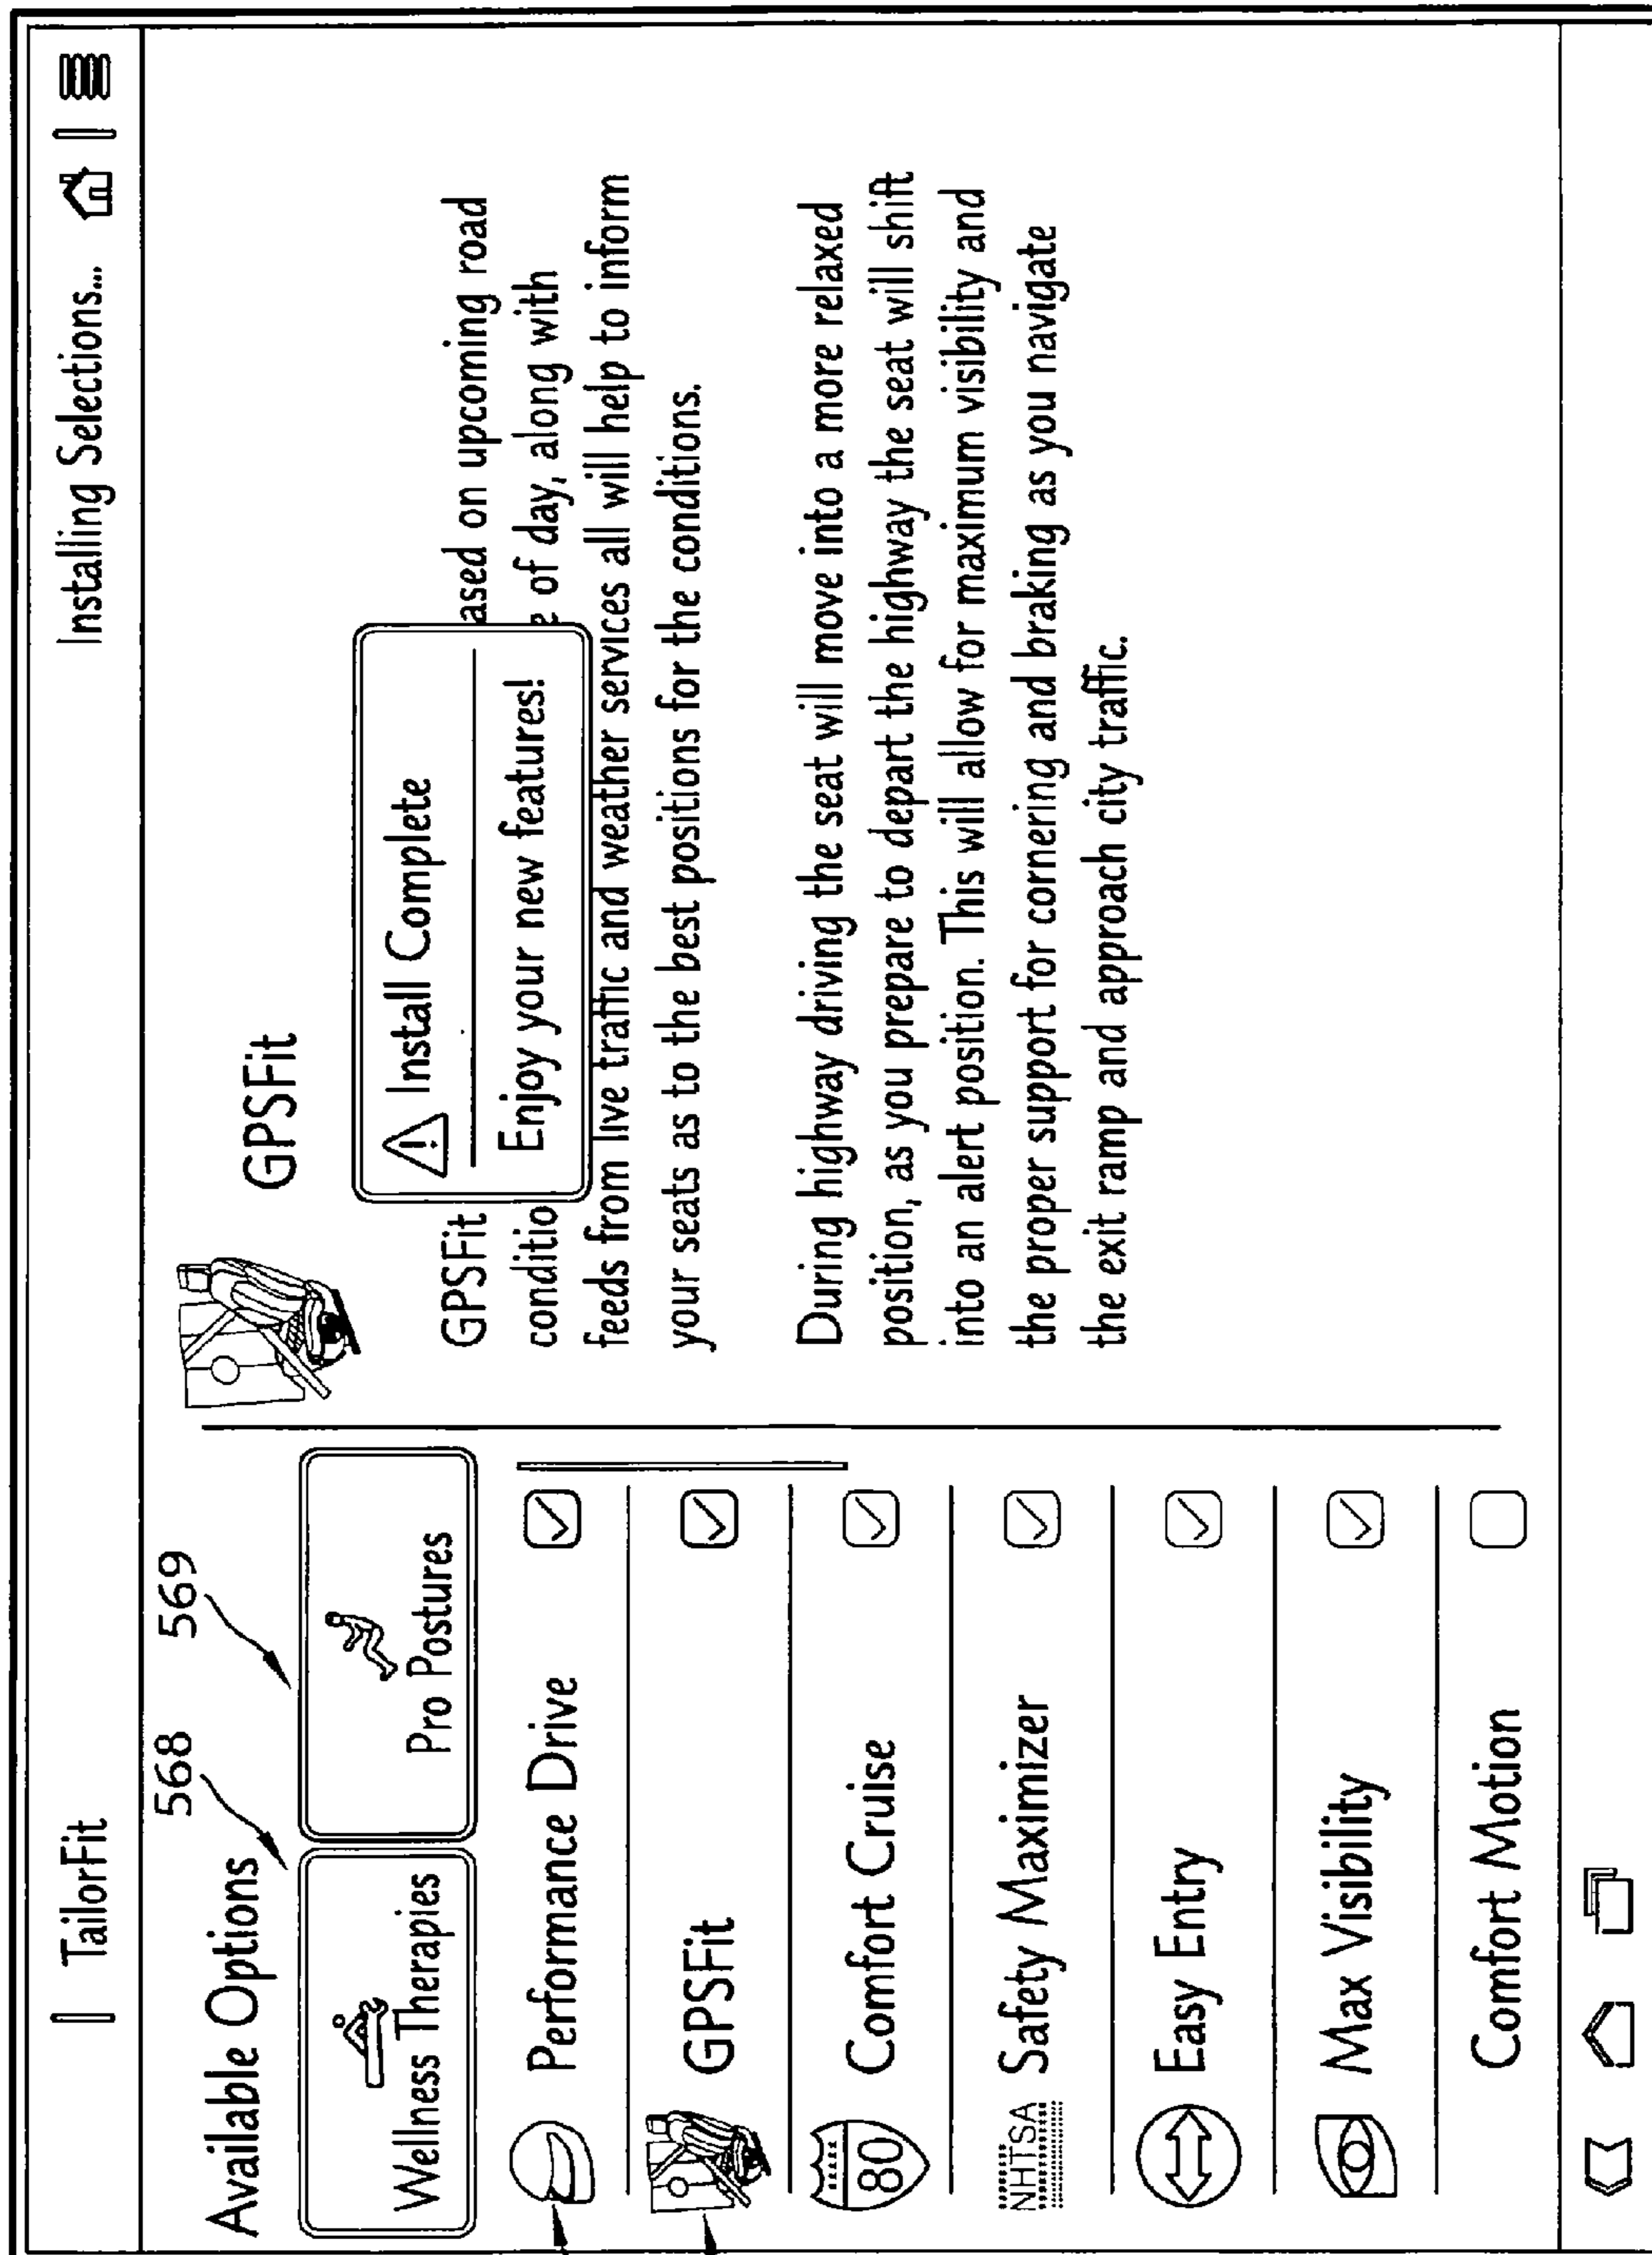 TailorFit
Installing Selections...
Available Options
568
569
Wellness Therapies
Pro Postures
Performance Drive
GPSFit
80
Comfort Cruise
NHTSA
Safety Maximizer
Easy Entry
Max Visibility
Comfort Motion
GPSFit
Install Complete
Enjoy your new features!
GPSFit ased on upcoming road
conditio e of day, along with
feeds from live traffic and weather services all will help to inform
your seats as to the best positions for the conditions.
During highway driving the seat will move into a more relaxed
position, as you prepare to depart the highway the seat will shift
into an alert position. This will allow for maximum visibility and
the proper support for cornering and braking as you navigate
the exit ramp and approach city traffic.